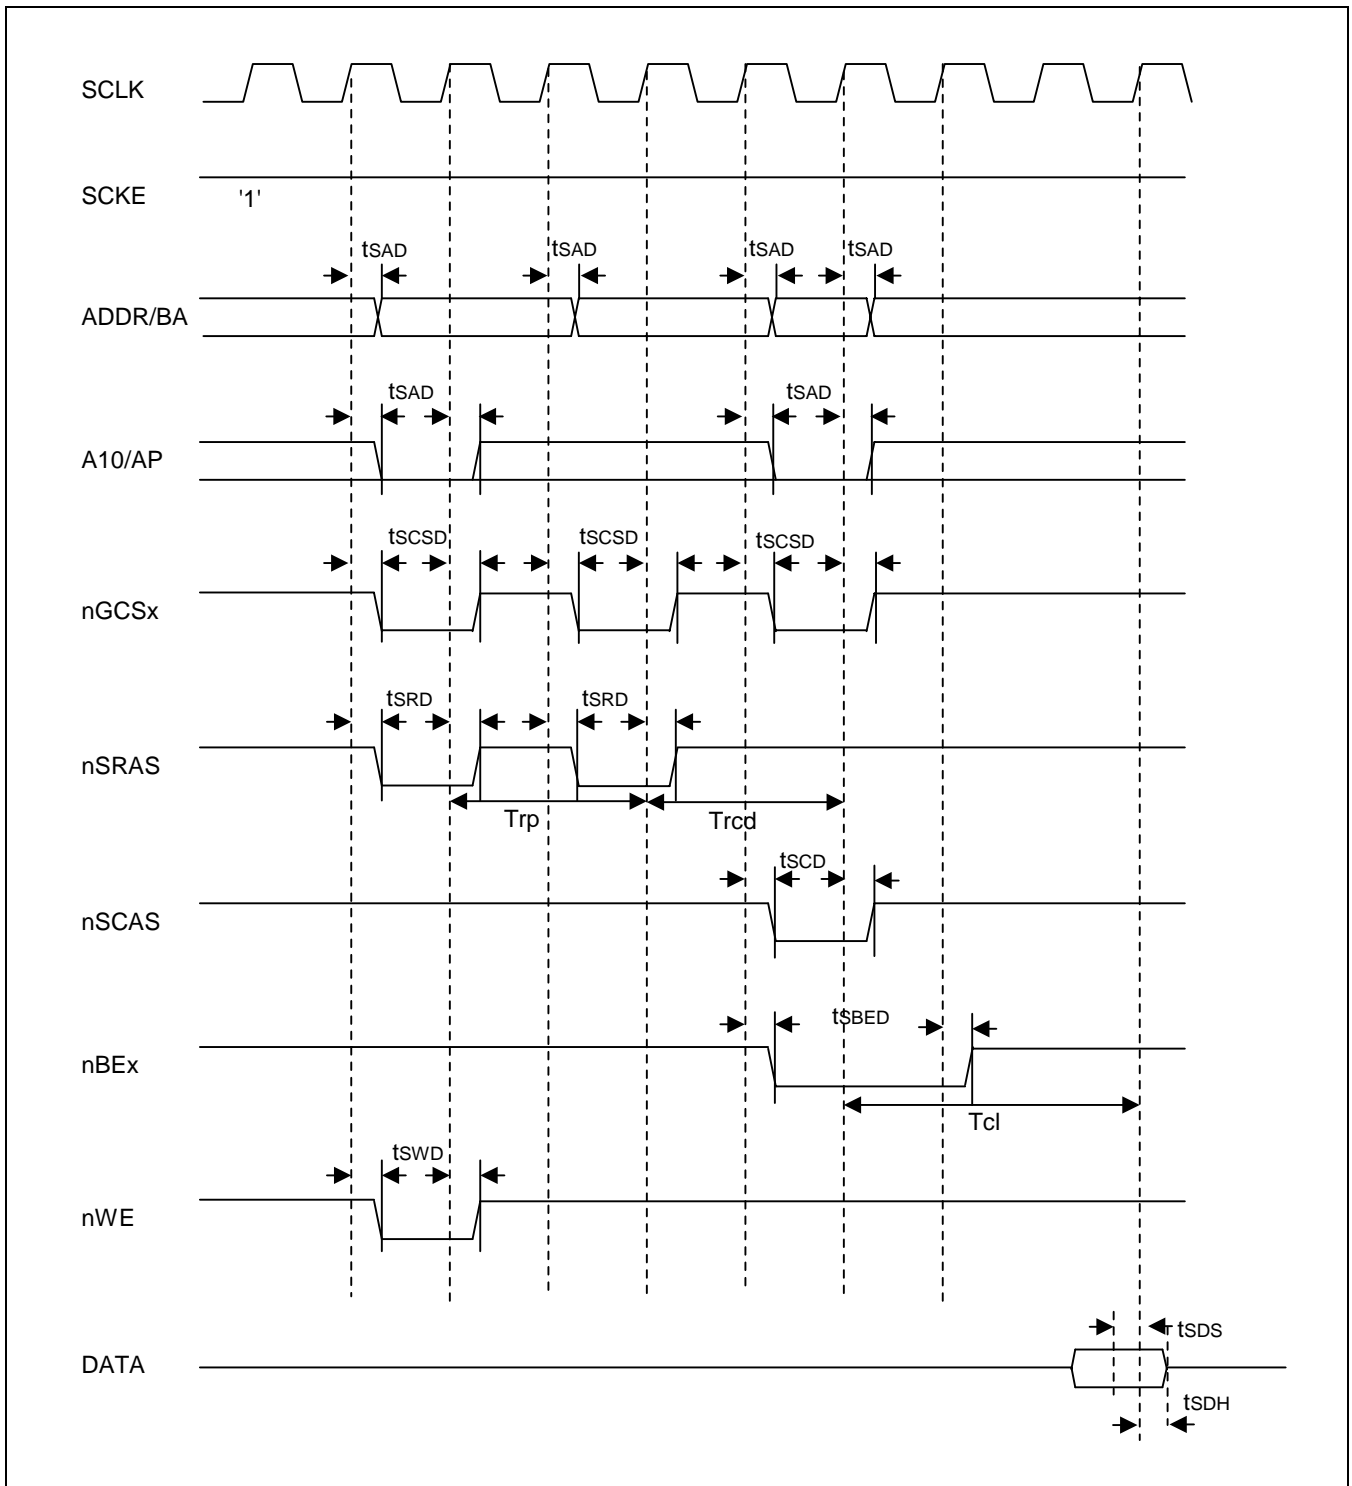 SCLK
SCKE '1'
tSAD tSAD tSAD tSAD
ADDR/BA
tSAD tSAD
A10/AP
tSCSD tSCSD tSCSD
nGCSx
tSRD tSRD
nSRAS
Trp Trcd
tSCD
nSCAS
tSBED
nBEx
Tcl
tSWD
nWE
tSDS
DATA
tSDH